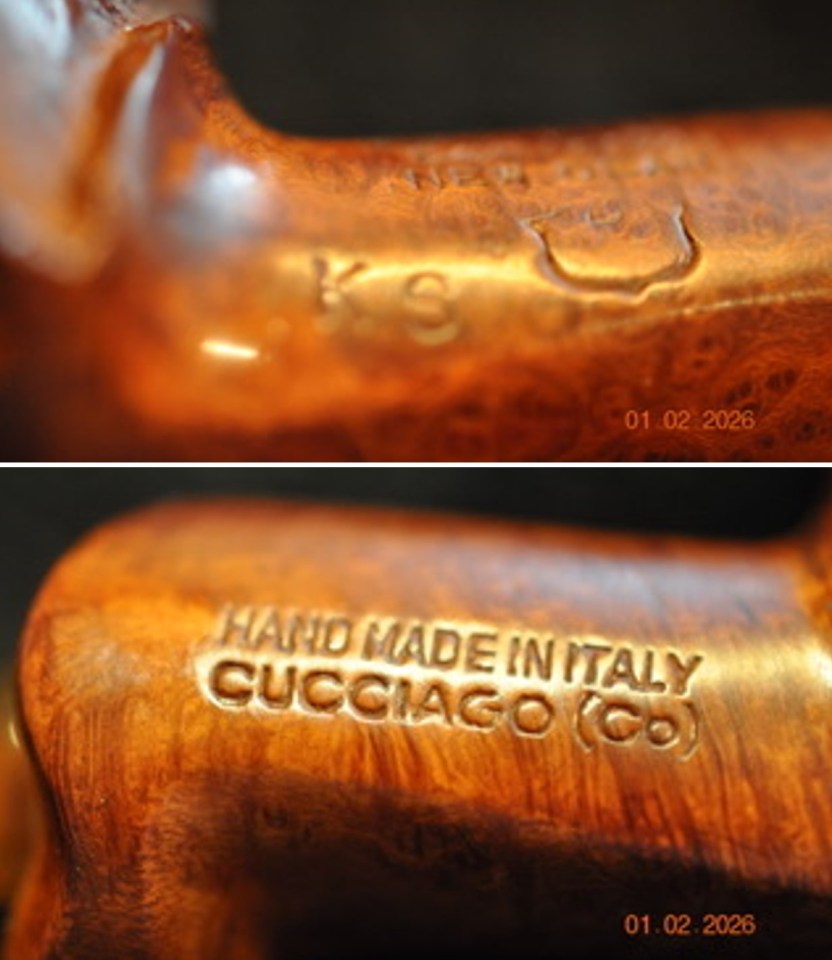 K S
01.02.2026
HAND MADE IN ITALY
CUCCIAGO (Co)
01.02.2026